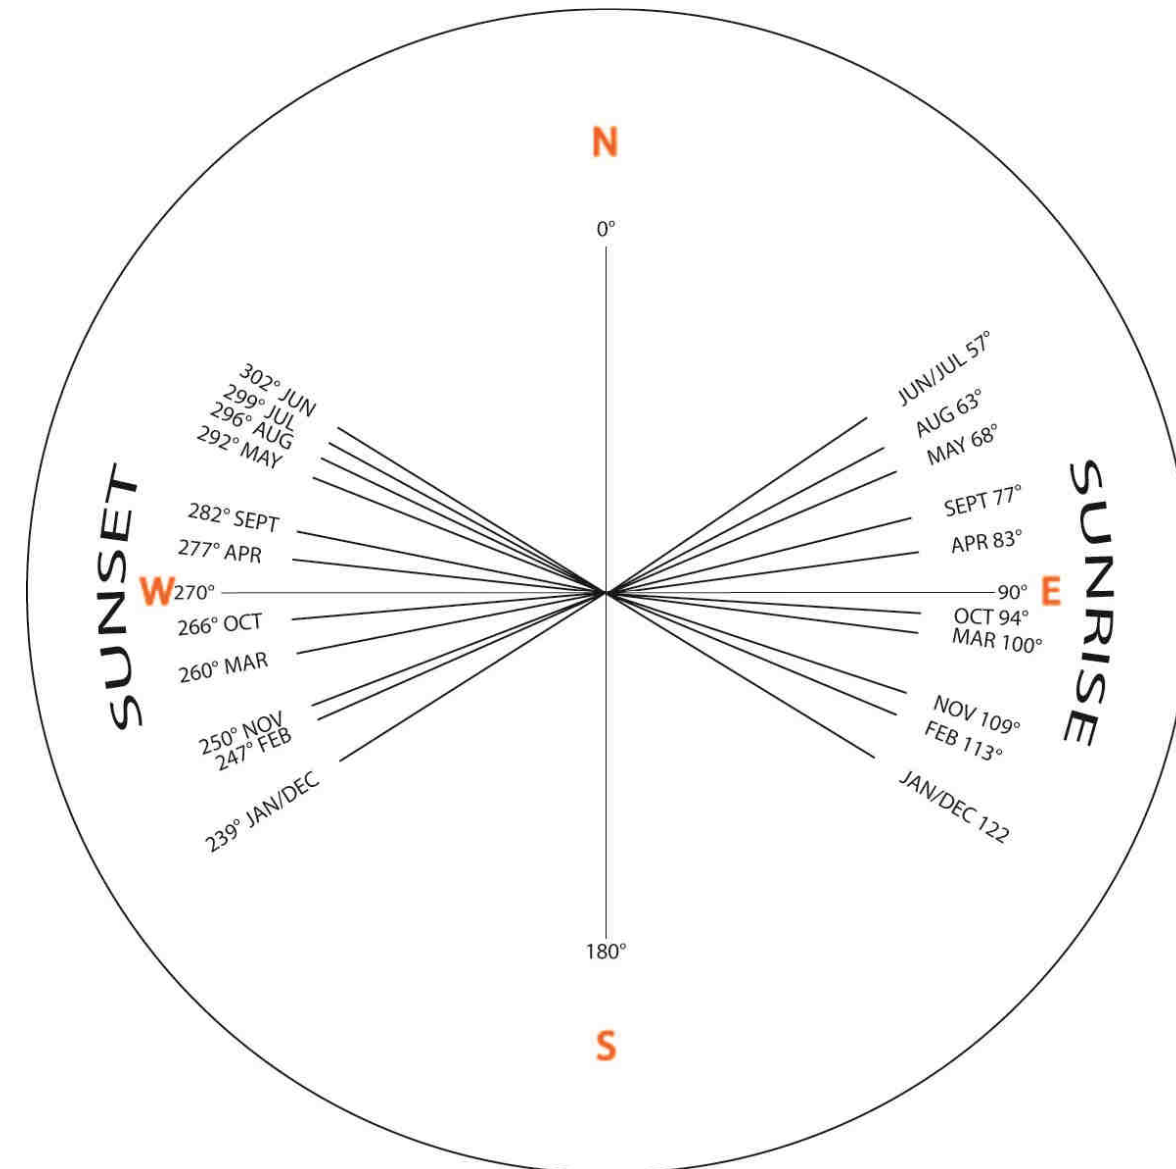 N
0°
302° JUN
299° JUL
296° AUG
292° MAY
282° SEPT
277° APR
W
270°
266° OCT
260° MAR
250° NOV
247° FEB
239° JAN/DEC
SUNSET
JUN/JUL 57°
AUG 63°
MAY 68°
SEPT 77°
APR 83°
90°
E
OCT 94°
MAR 100°
NOV 109°
FEB 113°
JAN/DEC 122
SUNRISE
180°
S